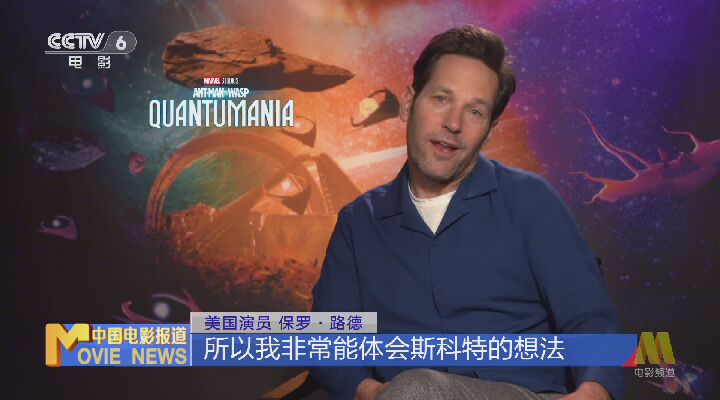 CCTV 6
电影
MARVEL STUDIOS
ANT-MAN AND THE WASP
QUANTUMANIA
美国演员 保罗·路德
中国电影报道
MOVIE NEWS
所以我非常能体会斯科特的想法
电影频道